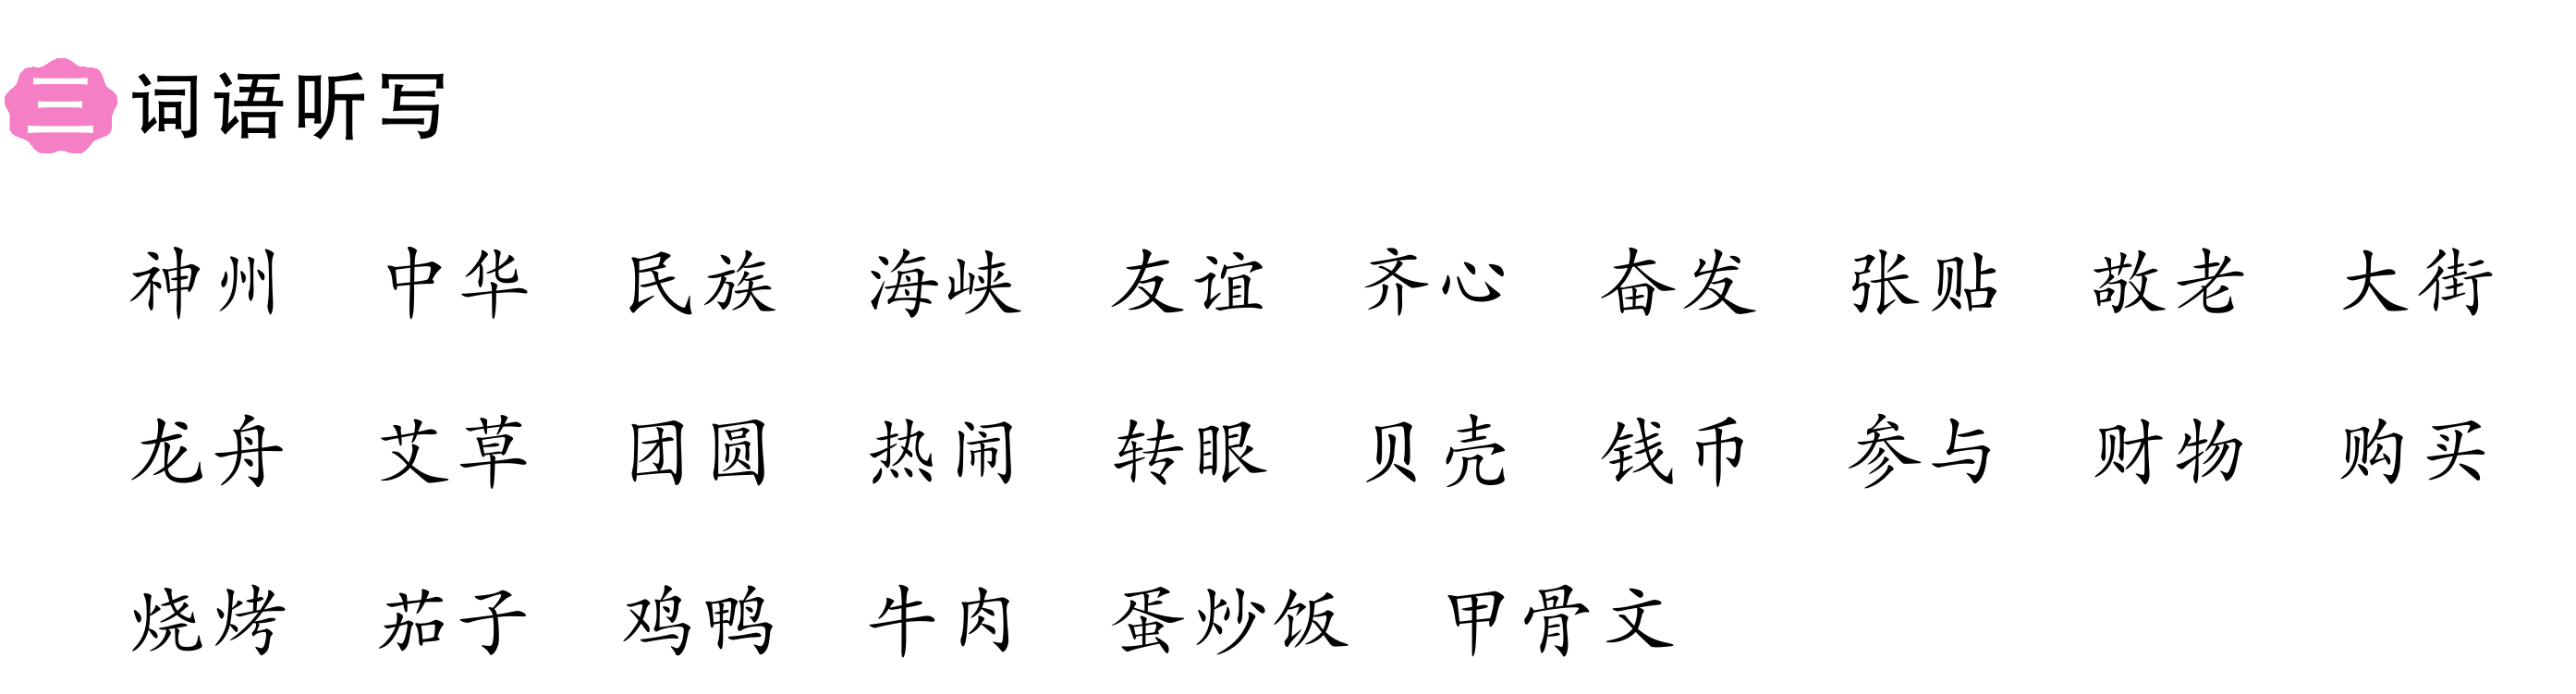 三 词语听写
神州 中华 民族 海峡 友谊 齐心 奋发 张贴 敬老 大街
龙舟 艾草 团圆 热闹 转眼 贝壳 钱币 参与 财物 购买
烧烤 茄子 鸡鸭 牛肉 蛋炒饭 甲骨文